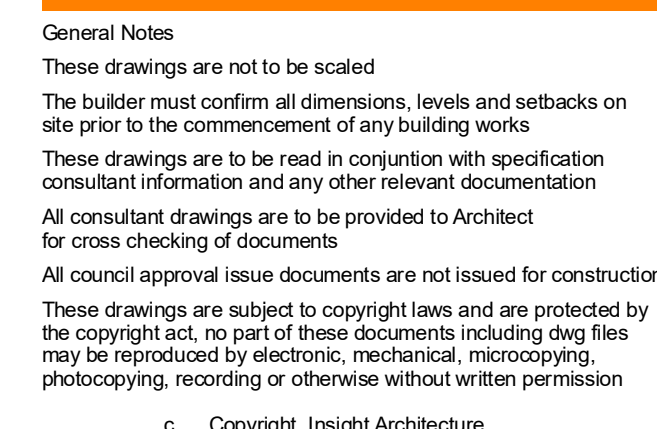 General Notes
These drawings are not to be scaled
The builder must confirm all dimensions, levels and setbacks on
site prior to the commencement of any building works
These drawings are to be read in conjuntion with specification
consultant information and any other relevant documentation
All consultant drawings are to be provided to Architect
for cross checking of documents
All council approval issue documents are not issued for construction
These drawings are subject to copyright laws and are protected by
the copyright act, no part of these documents including dwg files
may be reproduced by electronic, mechanical, microcopying,
photocopying, recording or otherwise without written permission
c Copyright Insight Architecture